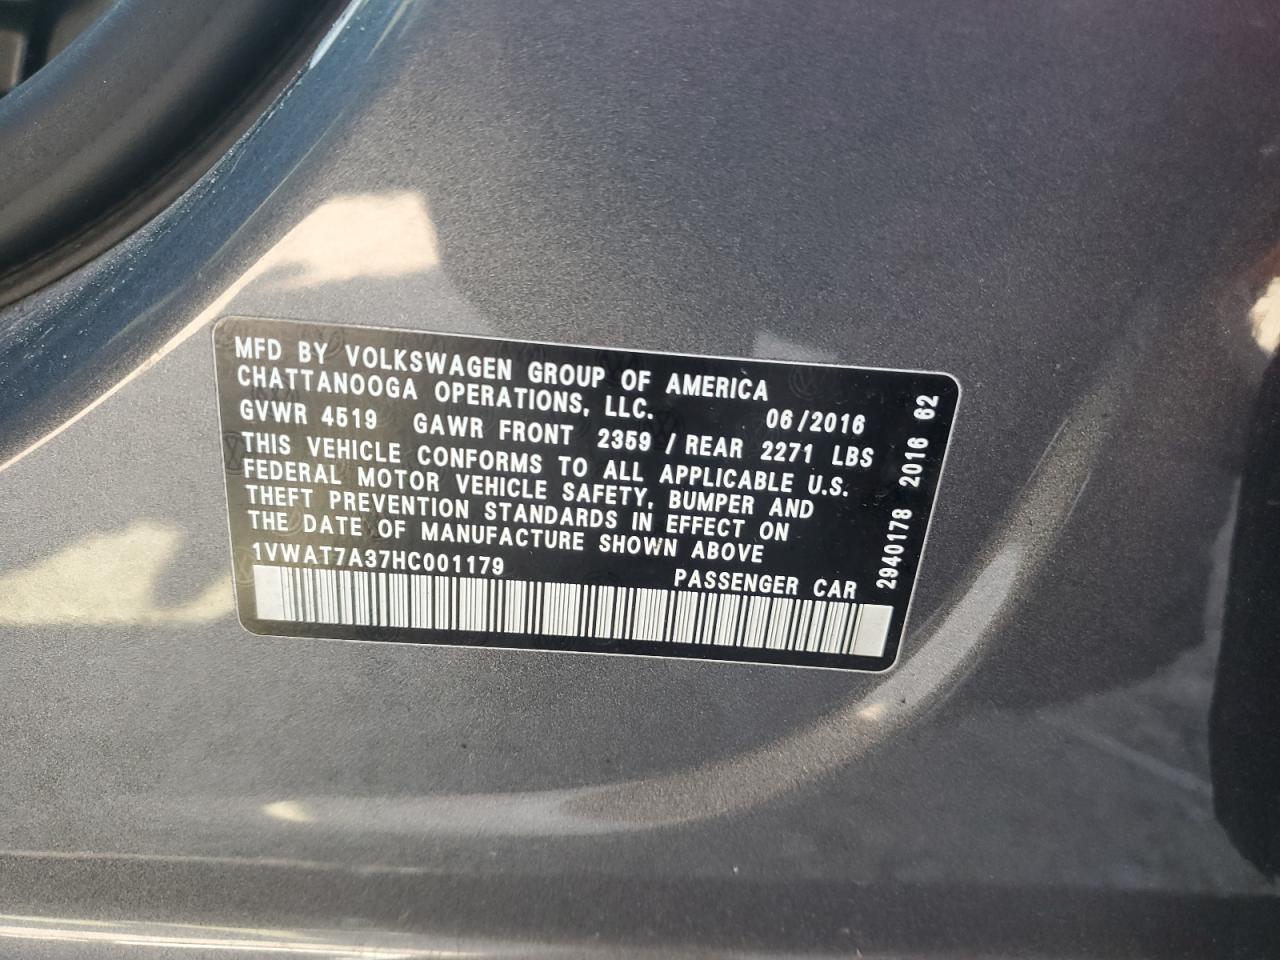 MFD BY VOLKSWAGEN GROUP OF AMERICA
CHATTANOOGA OPERATIONS, LLC. 06/2016
GVWR 4519 GAWR FRONT 2359 / REAR 2271 LBS
THIS VEHICLE CONFORMS TO ALL APPLICABLE U.S.
FEDERAL MOTOR VEHICLE SAFETY, BUMPER AND
THEFT PREVENTION STANDARDS IN EFFECT ON
THE DATE OF MANUFACTURE SHOWN ABOVE
1VWAT7A37HC001179 PASSENGER CAR
2940178 2016 62